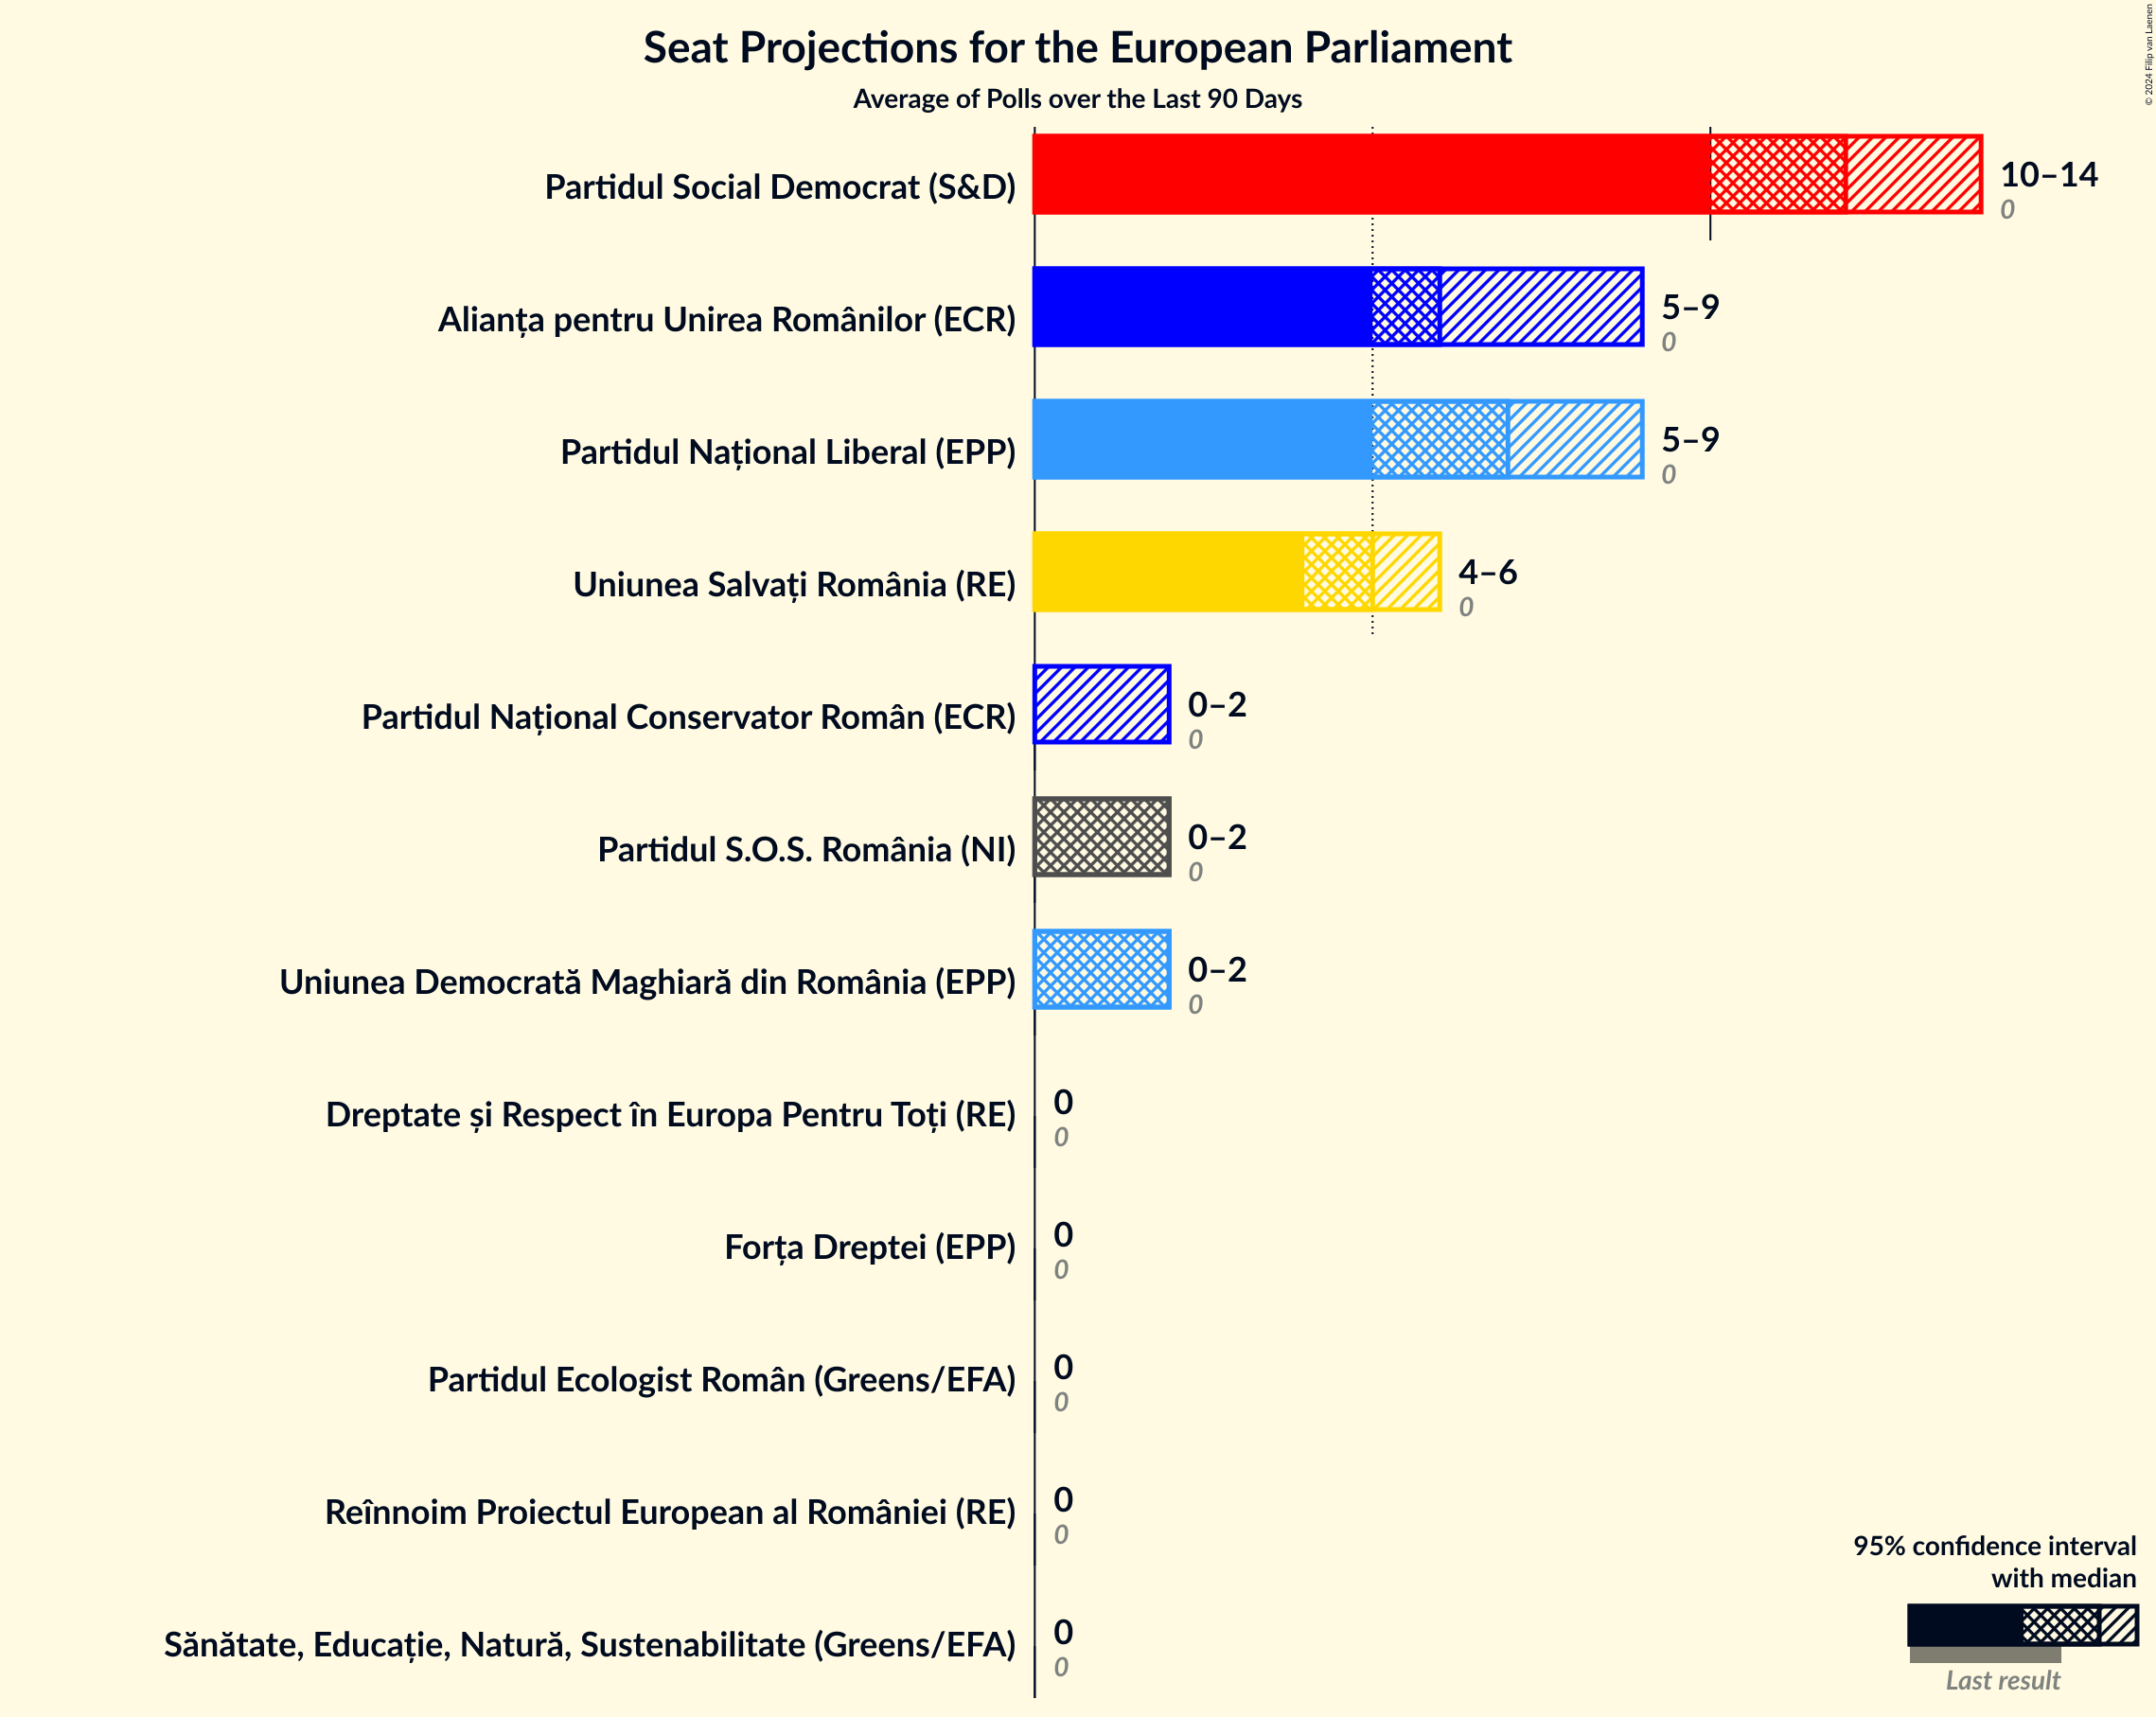 Seat Projections for the European Parliament
Average of Polls over the Last 90 Days
© 2024 Filip van Laenen
Partidul Social Democrat (S&D)
10–14
0
Alianța pentru Unirea Românilor (ECR)
5–9
0
Partidul Național Liberal (EPP)
5–9
0
Uniunea Salvați România (RE)
4–6
0
Partidul Național Conservator Român (ECR)
0–2
0
Partidul S.O.S. România (NI)
0–2
0
Uniunea Democrată Maghiară din România (EPP)
0–2
0
Dreptate și Respect în Europa Pentru Toți (RE)
0
0
Forța Dreptei (EPP)
0
0
Partidul Ecologist Român (Greens/EFA)
0
0
Reînnoim Proiectul European al României (RE)
0
0
Sănătate, Educație, Natură, Sustenabilitate (Greens/EFA)
0
0
95% confidence interval
with median
Last result